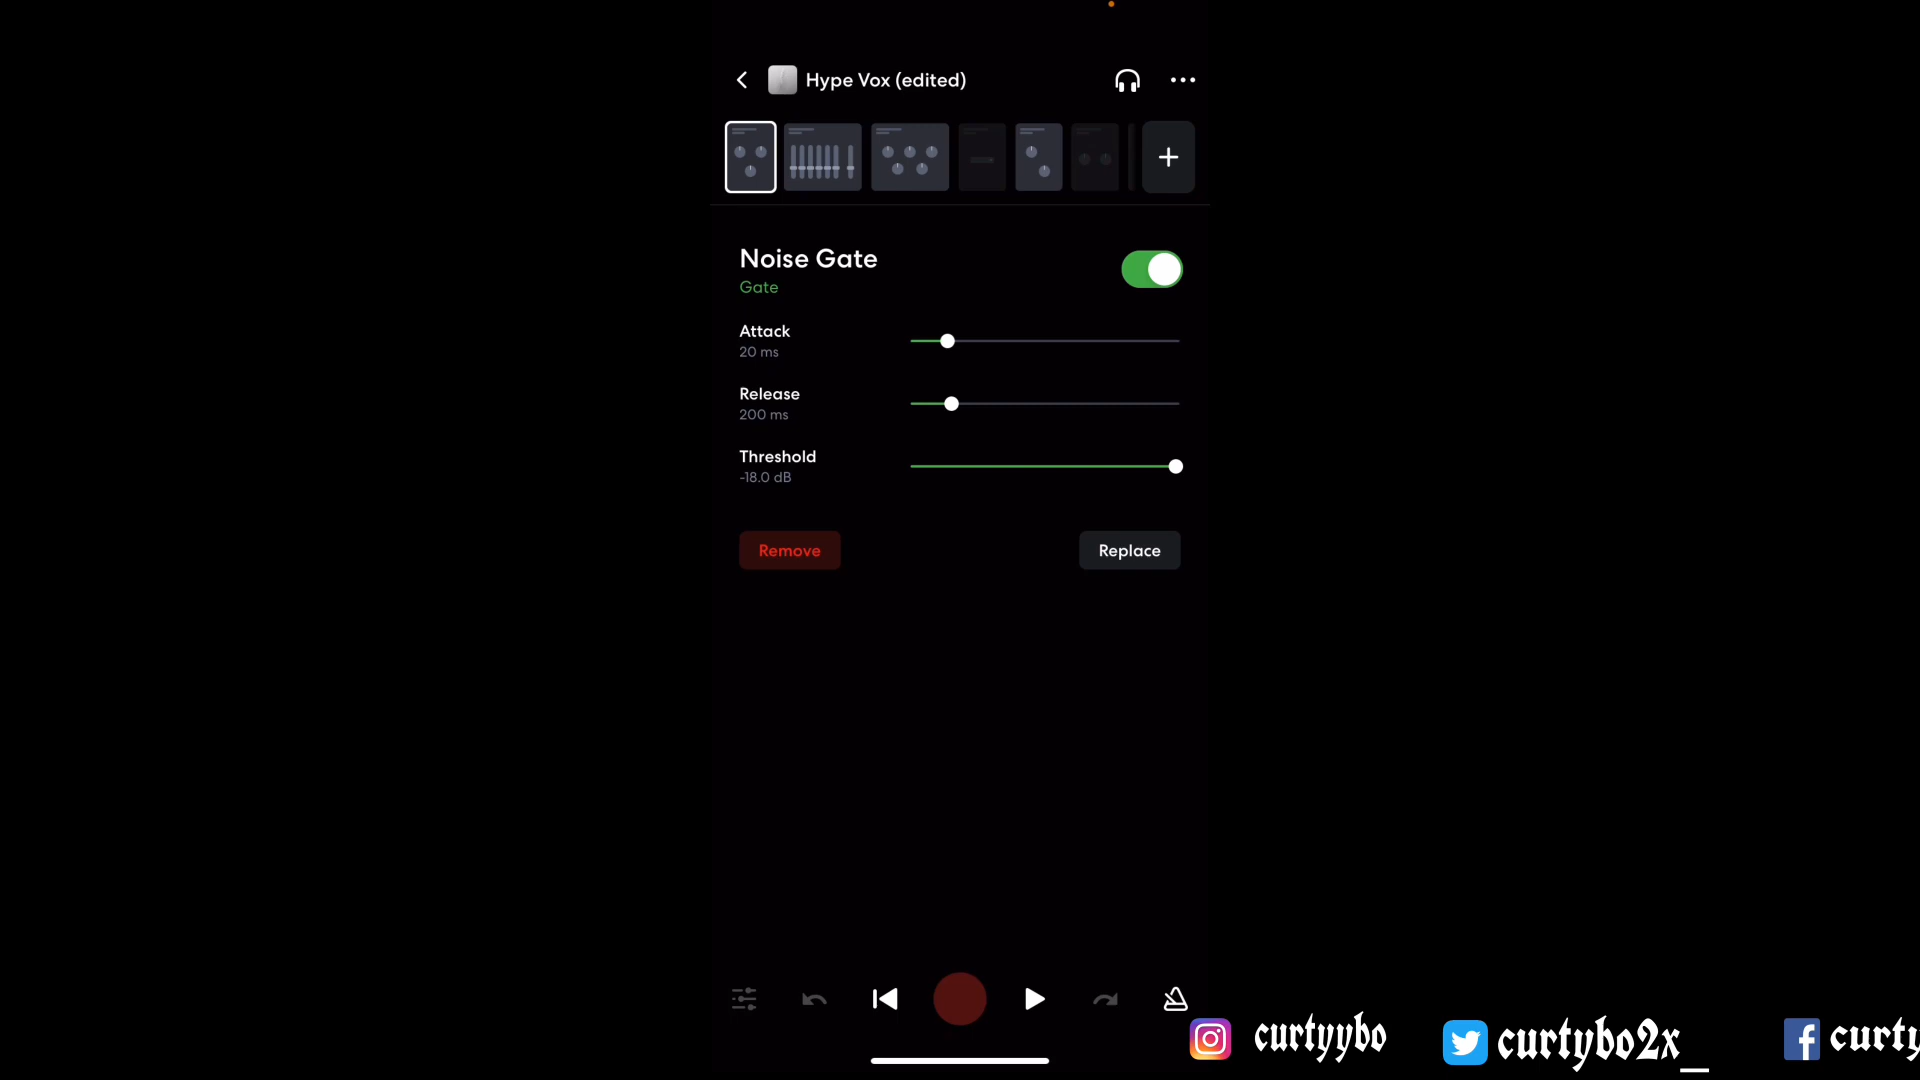 Hype Vox (edited)
Noise Gate
Gate
Attack
20 ms
Release
200 ms
Threshold
-18.0 dB
Remove
Replace
curtyybo
curtybo2x_
curty